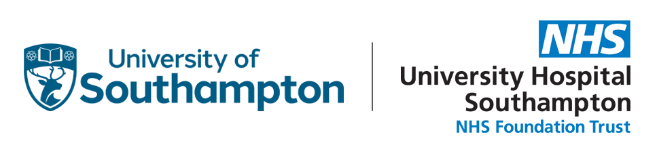 University of
Southampton
NHS
University Hospital
Southampton
NHS Foundation Trust